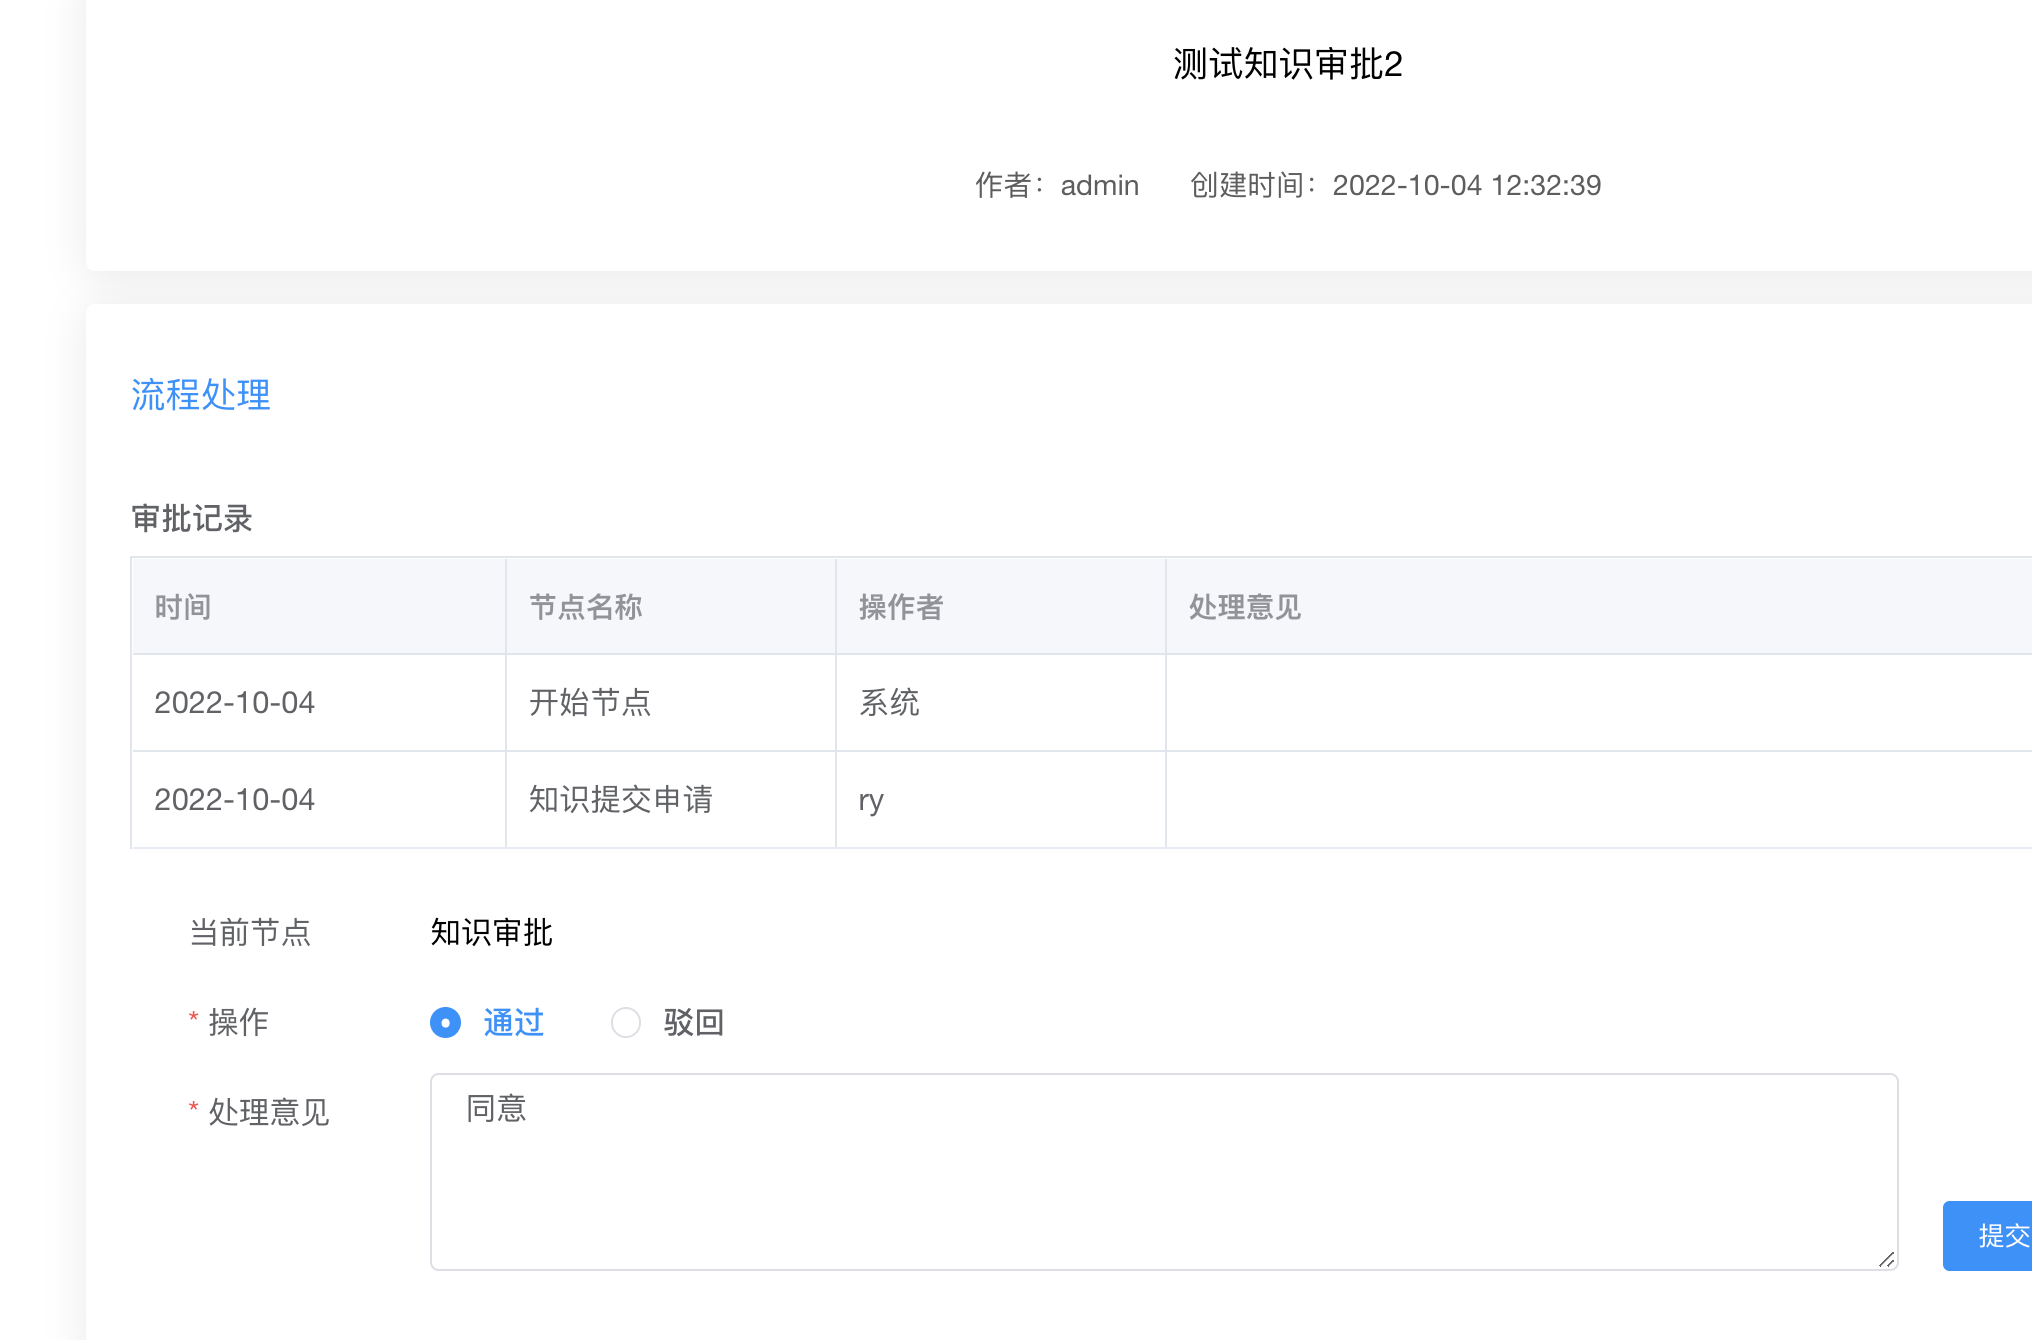 测试知识审批2
作者：admin 创建时间：2022-10-04 12:32:39
流程处理
审批记录
时间 节点名称 操作者 处理意见
2022-10-04 开始节点 系统
2022-10-04 知识提交申请 ry
当前节点 知识审批
* 操作 通过 驳回
* 处理意见 同意
提交